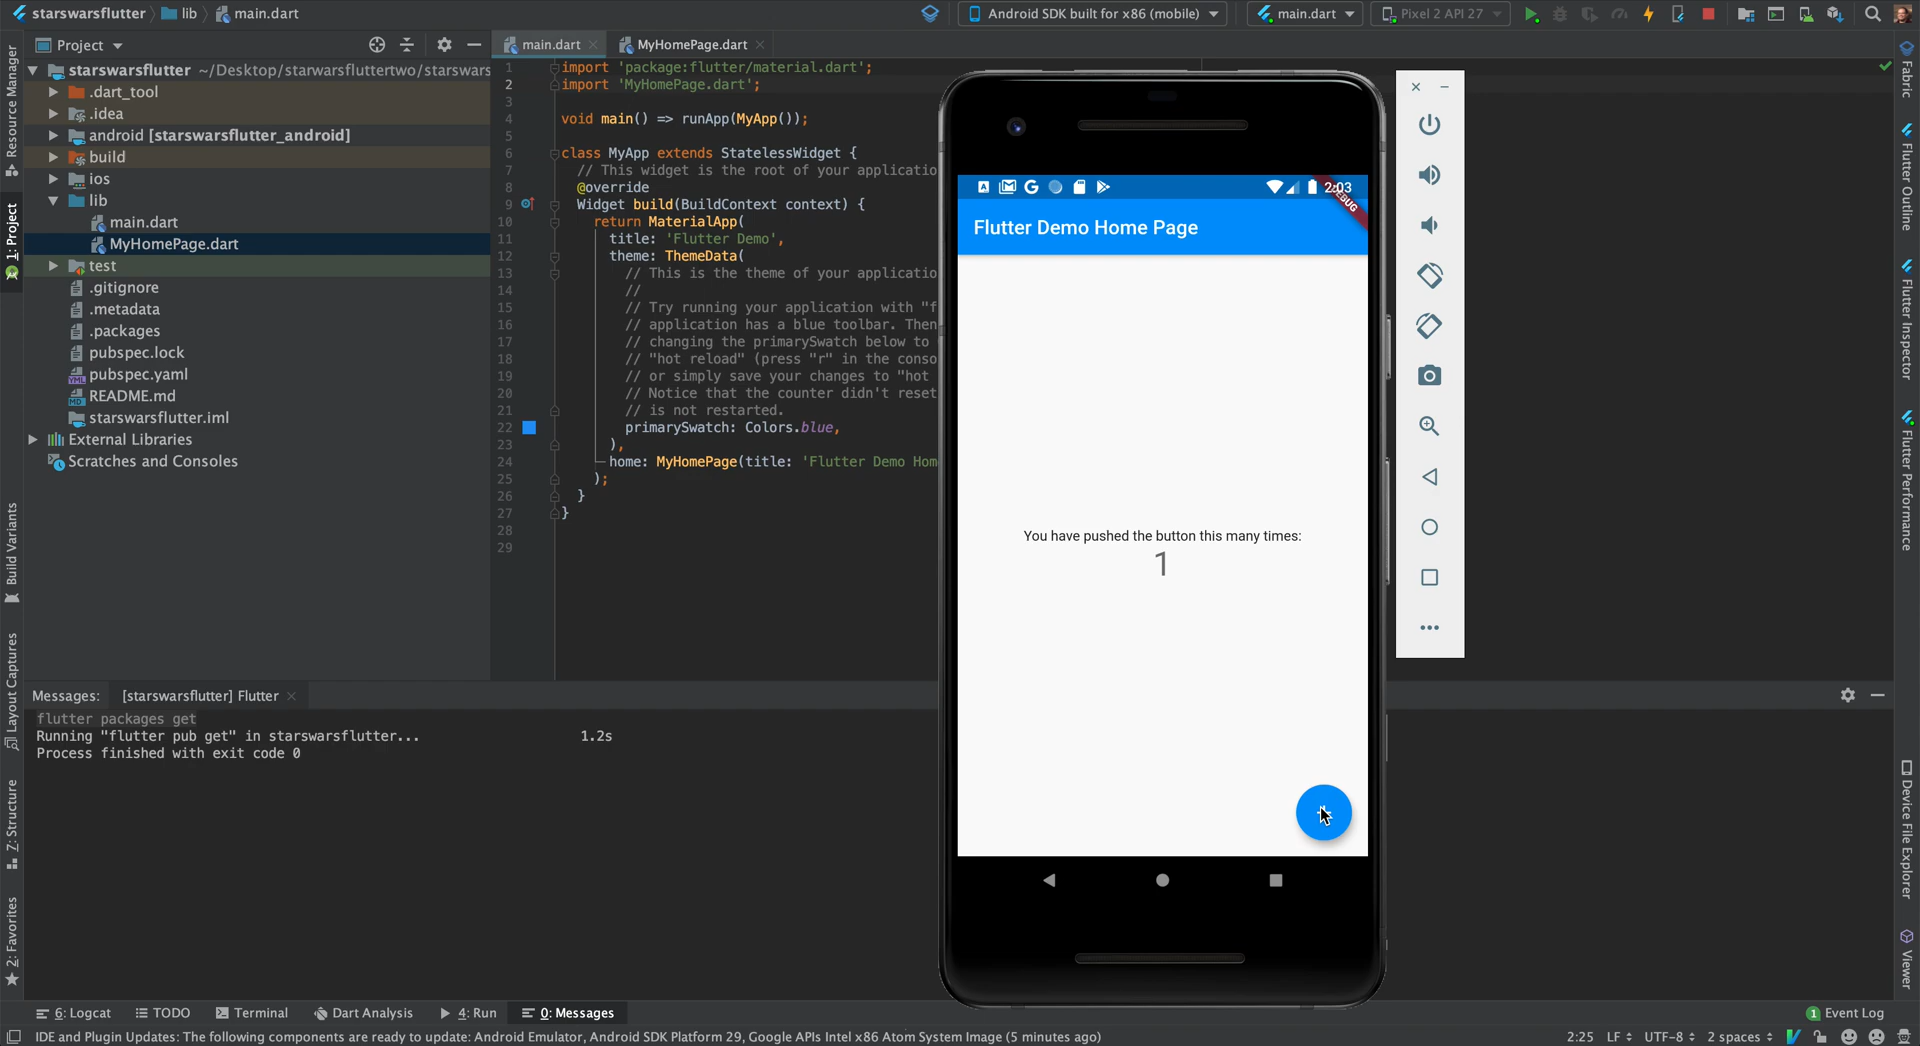 starswarsflutter lib main.dart
Android SDK built for x86 (mobile) main.dart Pixel 2 API 27
Project
main.dart
MyHomePage.dart
starswarsflutter ~/Desktop/starwarsfluttertwo/starswars
.dart_tool
.idea
android [starswarsflutter_android]
build
ios
lib
main.dart
MyHomePage.dart
test
.gitignore
.metadata
.packages
pubspec.lock
pubspec.yaml
README.md
starswarsflutter.iml
External Libraries
Scratches and Consoles
Resource Manager
1: Project
Build Variants
Layout Captures
Z: Structure
2: Favorites
1 import 'package:flutter/material.dart';
2 import 'MyHomePage.dart';
3
4 void main() => runApp(MyApp());
5
6 class MyApp extends StatelessWidget {
7 // This widget is the root of your applicatio
8 @override
9 Widget build(BuildContext context) {
10 return MaterialApp(
11 title: 'Flutter Demo',
12 theme: ThemeData(
13 // This is the theme of your applicatio
14 //
15 // Try running your application with "f
16 // application has a blue toolbar. Then
17 // changing the primarySwatch below to
18 // "hot reload" (press "r" in the conso
19 // or simply save your changes to "hot
20 // Notice that the counter didn't reset
21 // is not restarted.
22 primarySwatch: Colors.blue,
23 ),
24 home: MyHomePage(title: 'Flutter Demo Hom
25 );
26 }
27 }
28
29
2:03
DEBUG
Flutter Demo Home Page
You have pushed the button this many times:
1
Fabric
Flutter Outline
Flutter Inspector
Flutter Performance
Device File Explorer
Viewer
Messages: [starswarsflutter] Flutter
flutter packages get
Running "flutter pub get" in starswarsflutter... 1.2s
Process finished with exit code 0
6: Logcat TODO Terminal Dart Analysis 4: Run 0: Messages
1 Event Log
IDE and Plugin Updates: The following components are ready to update: Android Emulator, Android SDK Platform 29, Google APIs Intel x86 Atom System Image (5 minutes ago)
2:25 LF UTF-8 2 spaces